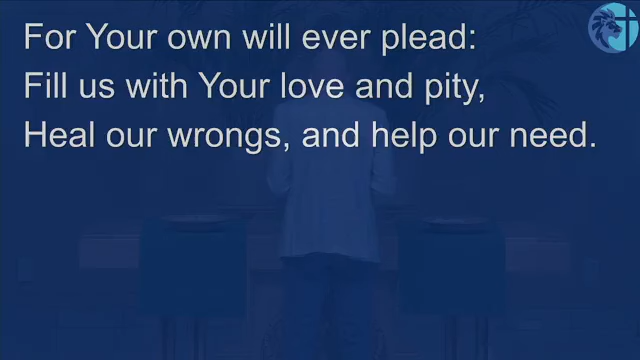 For Your own will ever plead:
Fill us with Your love and pity,
Heal our wrongs, and help our need.